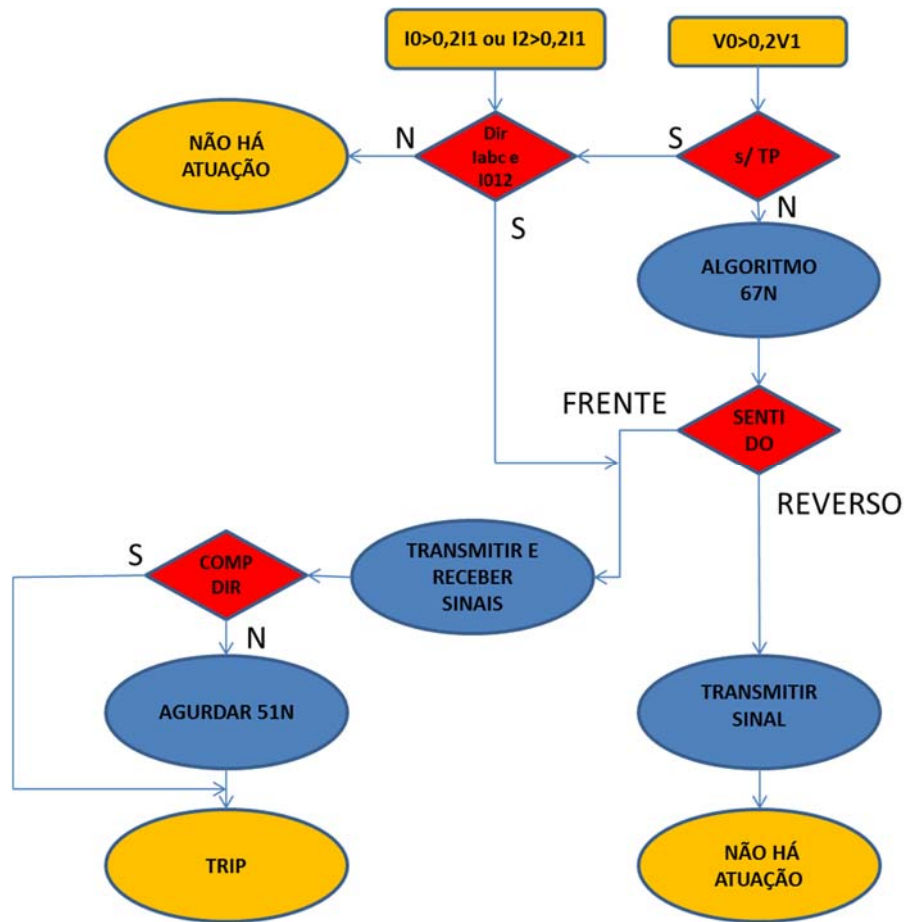 I0>0,2I1 ou I2>0,2I1
V0>0,2V1
NÃO HÁ
ATUAÇÃO
N
Dir
Iabc e
I012
S
s/ TP
S
N
ALGORITMO
67N
FRENTE
SENTI
DO
REVERSO
S
COMP
DIR
TRANSMITIR E
RECEBER
SINAIS
N
AGURDAR 51N
TRANSMITIR
SINAL
TRIP
NÃO HÁ
ATUAÇÃO